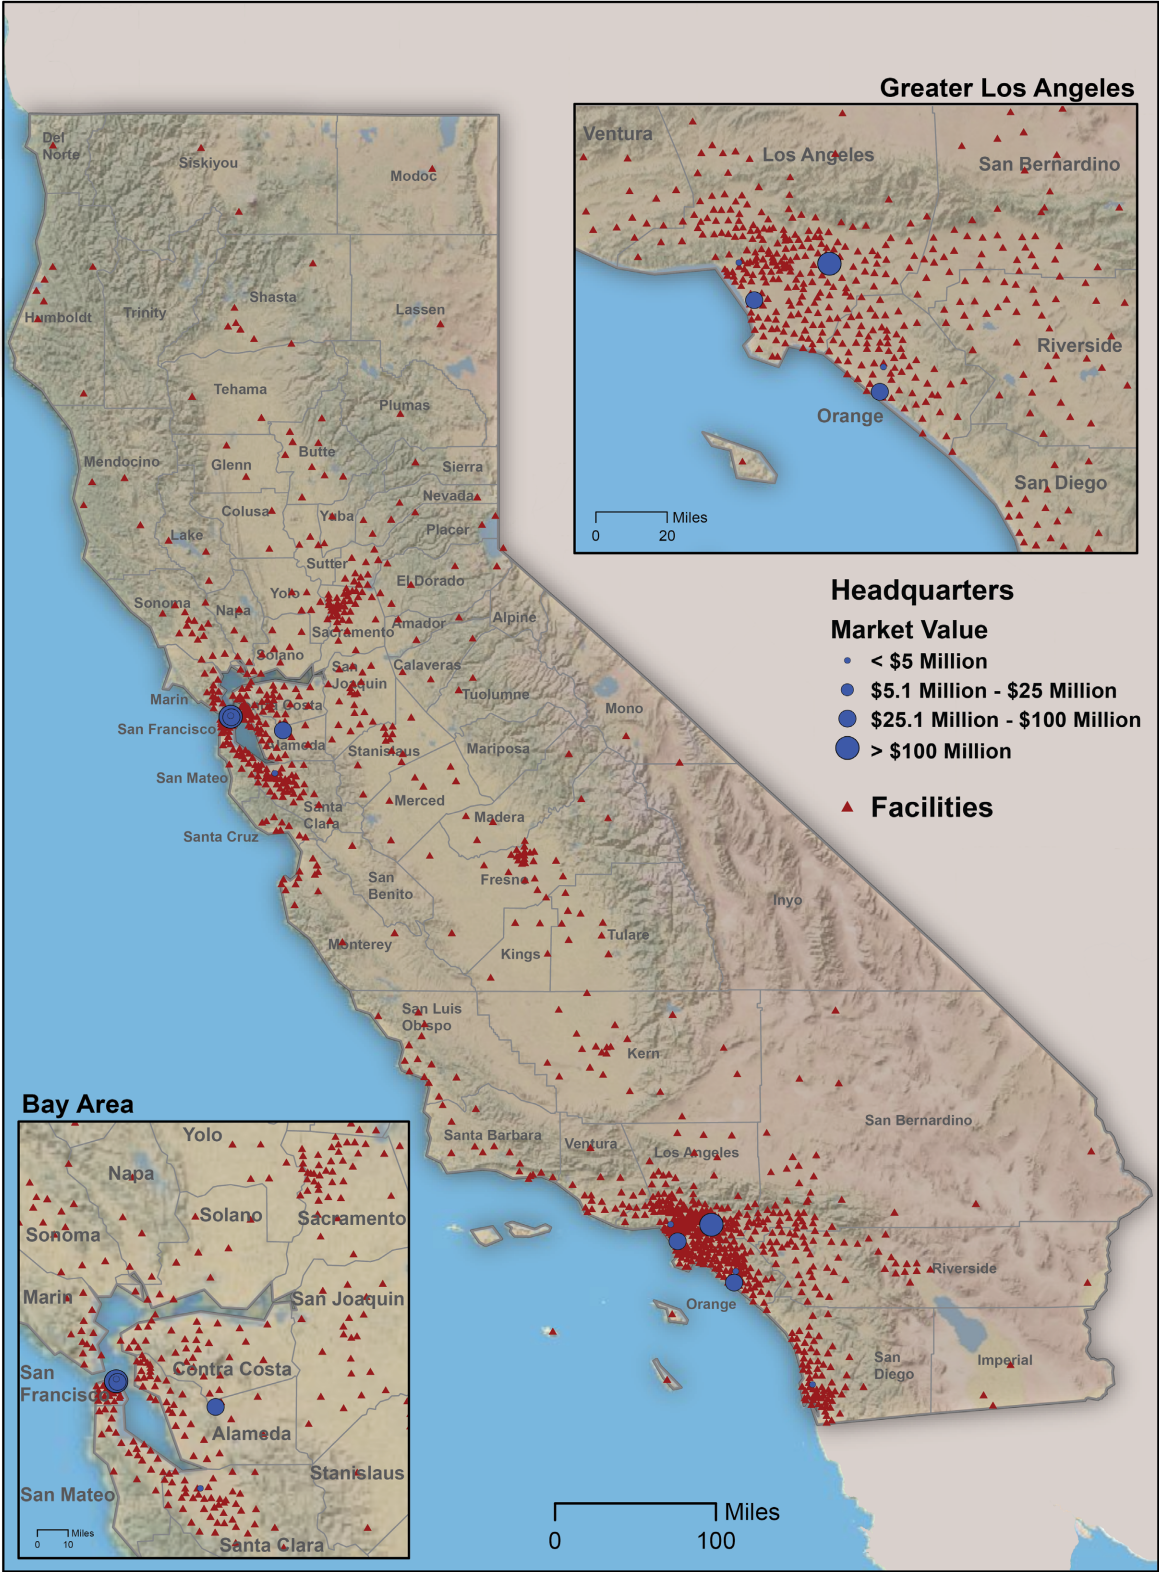 Greater Los Angeles
Ventura
Los Angeles
San Bernardino
Riverside
Orange
San Diego
Miles
0 20
Headquarters
Market Value
< $5 Million
$5.1 Million - $25 Million
$25.1 Million - $100 Million
> $100 Million
Facilities
Del
Norte
Siskiyou
Modoc
Humboldt
Trinity
Shasta
Lassen
Tehama
Plumas
Mendocino
Glenn
Butte
Sierra
Nevada
Colusa
Yuba
Placer
Lake
Sutter
El Dorado
Yolo
Sonoma
Napa
Alpine
Sacramento
Amador
Solano
San
Joaquin
Calaveras
Marin
Costa
Tuolumne
Mono
San Francisco
Alameda
Stanislaus
Mariposa
San Mateo
Santa
Clara
Merced
Madera
Santa Cruz
San
Benito
Fresno
Inyo
Monterey
Kings
Tulare
San Luis
Obispo
Kern
Santa Barbara
Ventura
Los Angeles
San Bernardino
Riverside
Orange
San
Diego
Imperial
Bay Area
Yolo
Napa
Solano
Sacramento
Sonoma
Marin
San Joaquin
San
Francisco
Contra Costa
Alameda
Stanislaus
San Mateo
Santa Clara
Miles
0 10
Miles
0 100